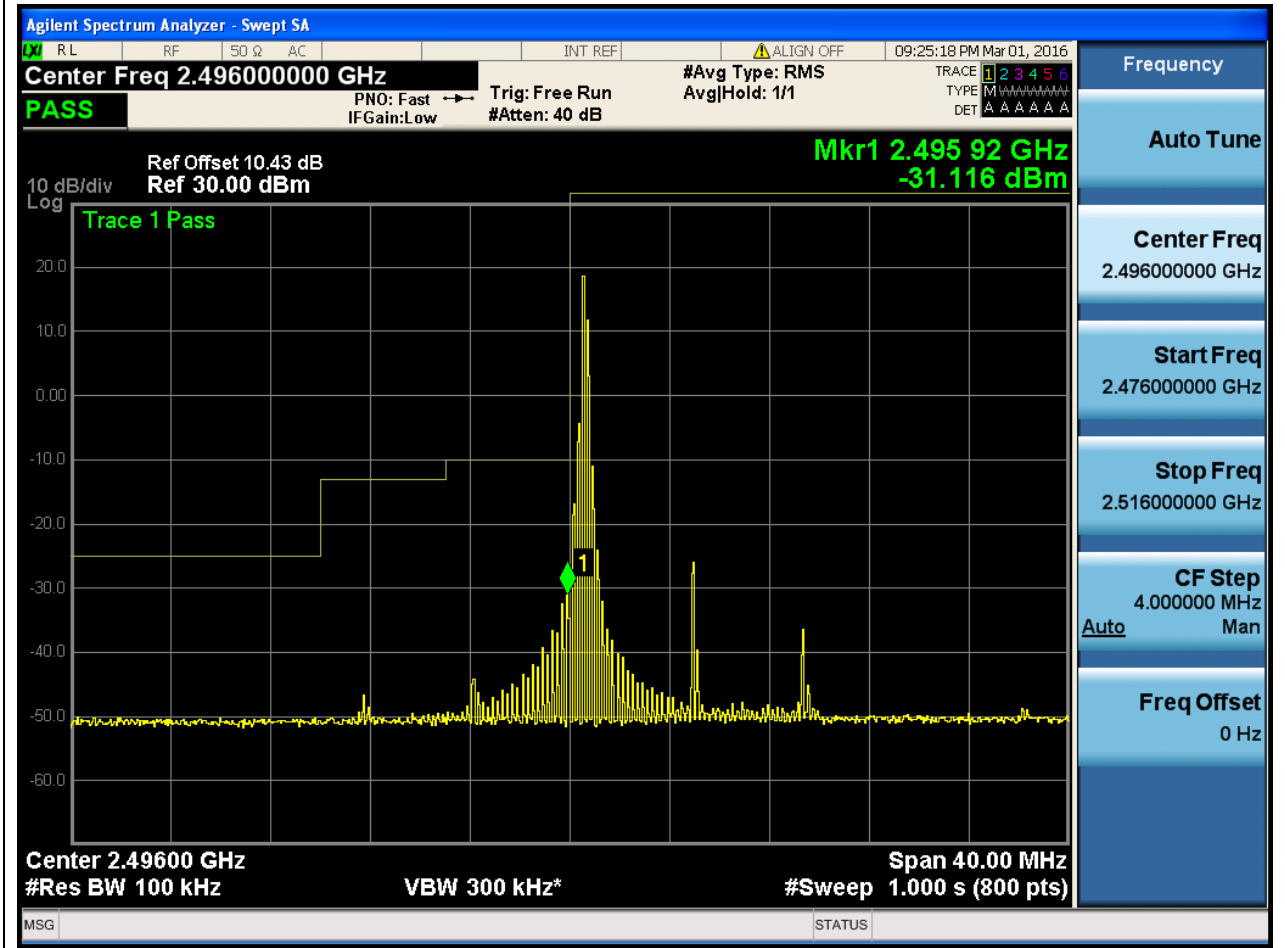 Agilent Spectrum Analyzer - Swept SA
LXI RL RF 50 Ω AC INT REF ALIGN OFF 09:25:18 PM Mar 01, 2016
Center Freq 2.496000000 GHz
PASS
PNO: Fast
IFGain:Low
Trig: Free Run
#Atten: 40 dB
#Avg Type: RMS
Avg|Hold: 1/1
TRACE 1 2 3 4 5 6
TYPE M
DET A A A A A A
Mkr1 2.495 92 GHz
-31.116 dBm
Ref Offset 10.43 dB
10 dB/div Ref 30.00 dBm
Log
Trace 1 Pass
20.0
10.0
0.00
-10.0
-20.0
1
-30.0
-40.0
-50.0
-60.0
Center 2.49600 GHz Span 40.00 MHz
#Res BW 100 kHz VBW 300 kHz* #Sweep 1.000 s (800 pts)
MSG STATUS
Frequency
Auto Tune
Center Freq
2.496000000 GHz
Start Freq
2.476000000 GHz
Stop Freq
2.516000000 GHz
CF Step
4.000000 MHz
Auto Man
Freq Offset
0 Hz